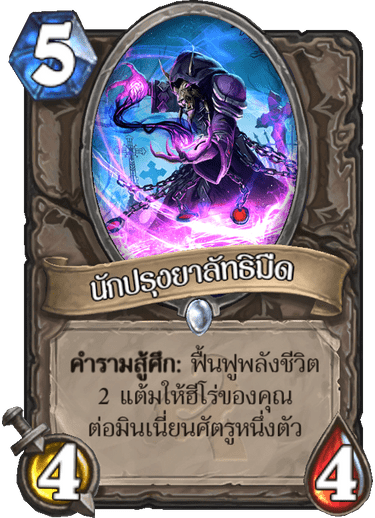 5
นักปรุงยาลัทธิมืด
คำรามสู้ศึก: ฟื้นฟูพลังชีวิต
2 แต้มให้ฮีโร่ของคุณ
ต่อมินเนี่ยนศัตรูหนึ่งตัว
4 4